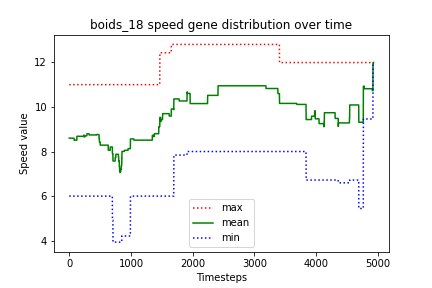 boids_18 speed gene distribution over time
Speed value
12
10
8
6
4
max
mean
min
0
1000
2000
3000
4000
5000
Timesteps